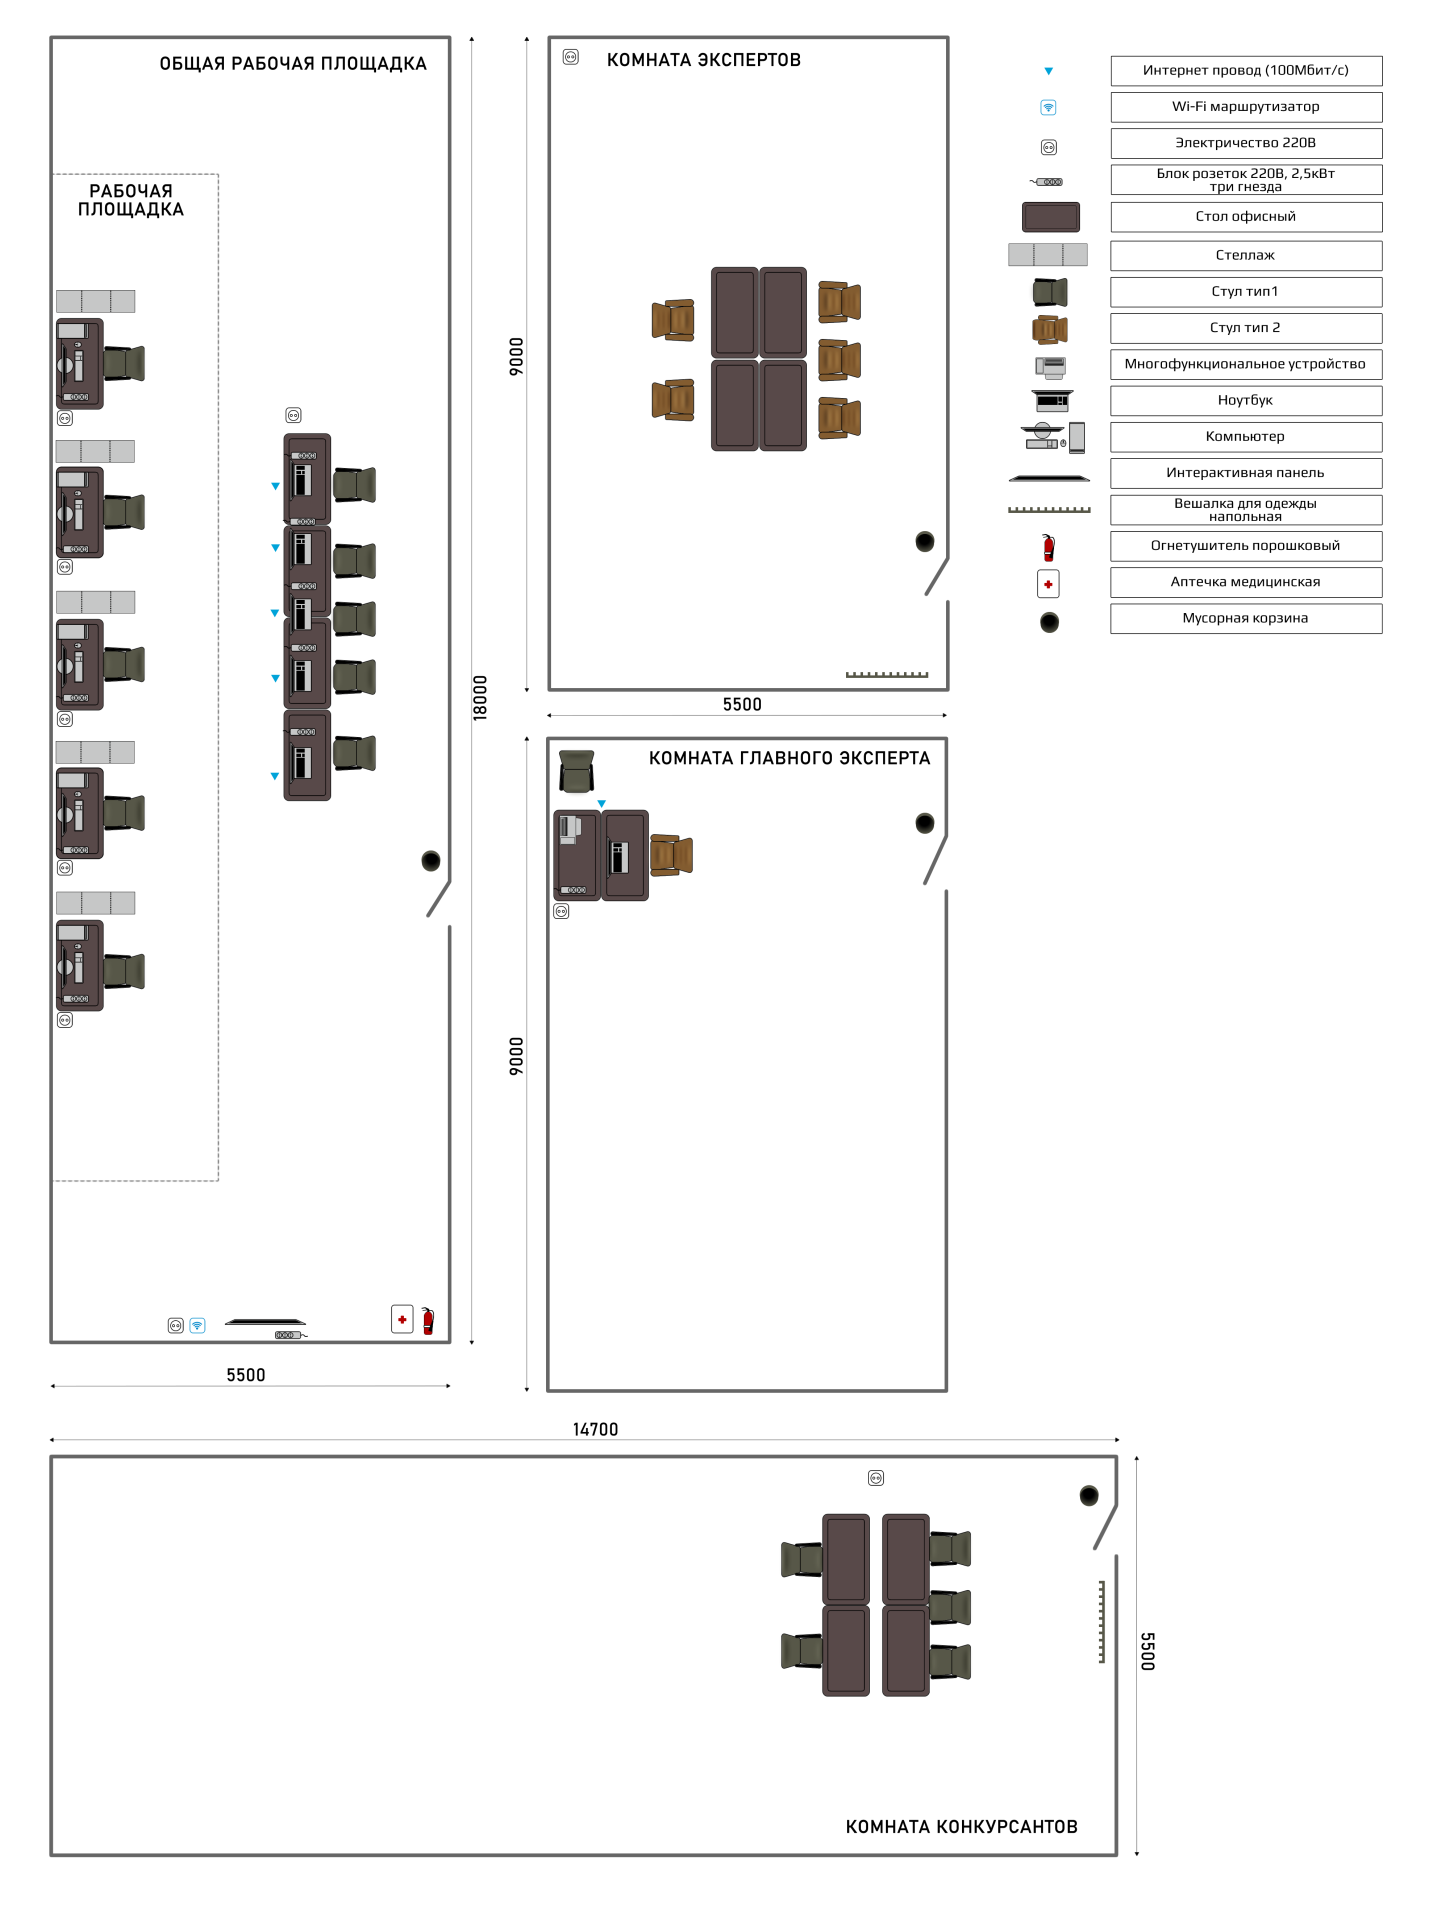 ОБЩАЯ РАБОЧАЯ ПЛОЩАДКА
РАБОЧАЯ
ПЛОЩАДКА
18000
5500
КОМНАТА ЭКСПЕРТОВ
9000
5500
КОМНАТА ГЛАВНОГО ЭКСПЕРТА
9000
Интернет провод (100Мбит/с)
Wi-Fi маршрутизатор
Электричество 220В
Блок розеток 220В, 2,5кВт
три гнезда
Стол офисный
Стеллаж
Стул тип1
Стул тип 2
Многофункциональное устройство
Ноутбук
Компьютер
Интерактивная панель
Вешалка для одежды
напольная
Огнетушитель порошковый
Аптечка медицинская
Мусорная корзина
14700
5500
КОМНАТА КОНКУРСАНТОВ